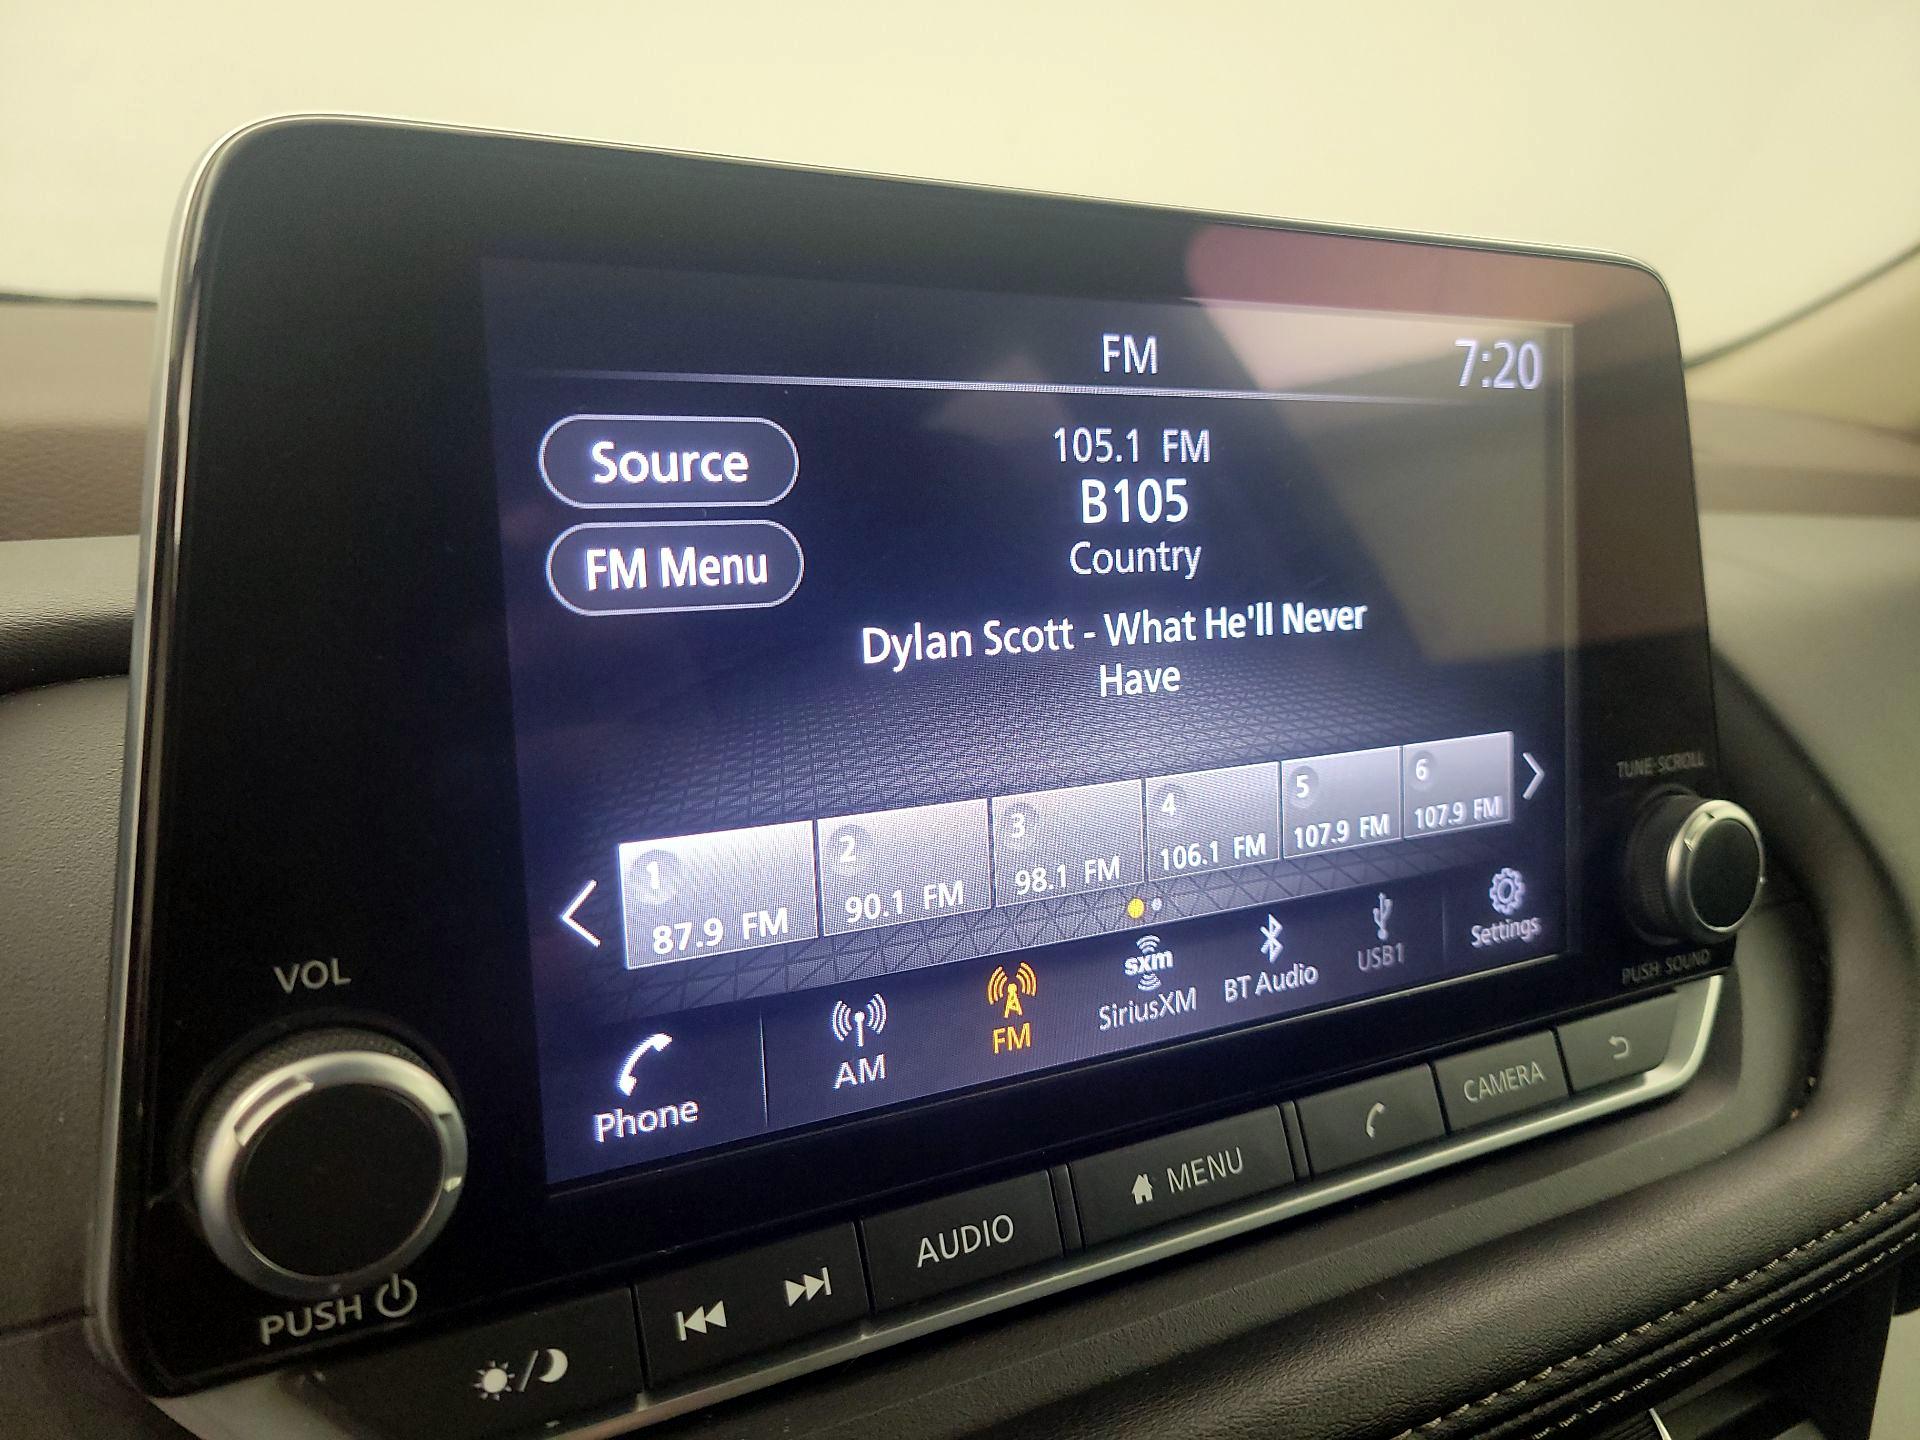 FM
7:20
Source
105.1 FM
B105
FM Menu
Country
Dylan Scott - What He'll Never
Have
1
87.9 FM
2
90.1 FM
3
98.1 FM
4
106.1 FM
5
107.9 FM
6
107.9 FM
Phone
AM
FM
sxm
SiriusXM
BT Audio
USB1
Settings
VOL
PUSH
TUNE·SCROLL
PUSH SOUND
AUDIO
MENU
CAMERA